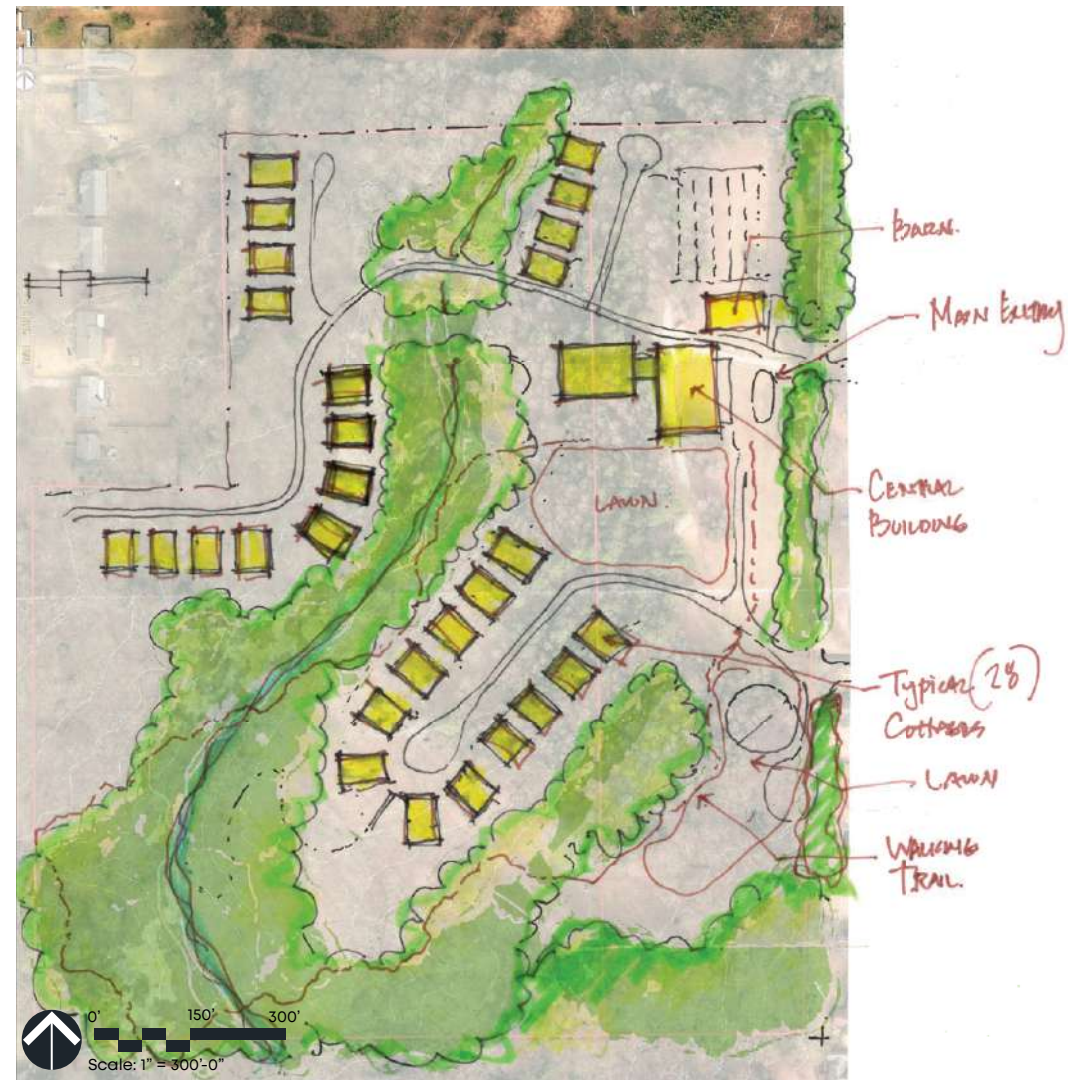 BARN.
MAIN ENTRY
LAWN.
CENTRAL
BUILDING
TYPICAL (28)
COTTAGES
LAWN
WALKING
TRAIL.
0' 150' 300'
Scale: 1" = 300'-0"